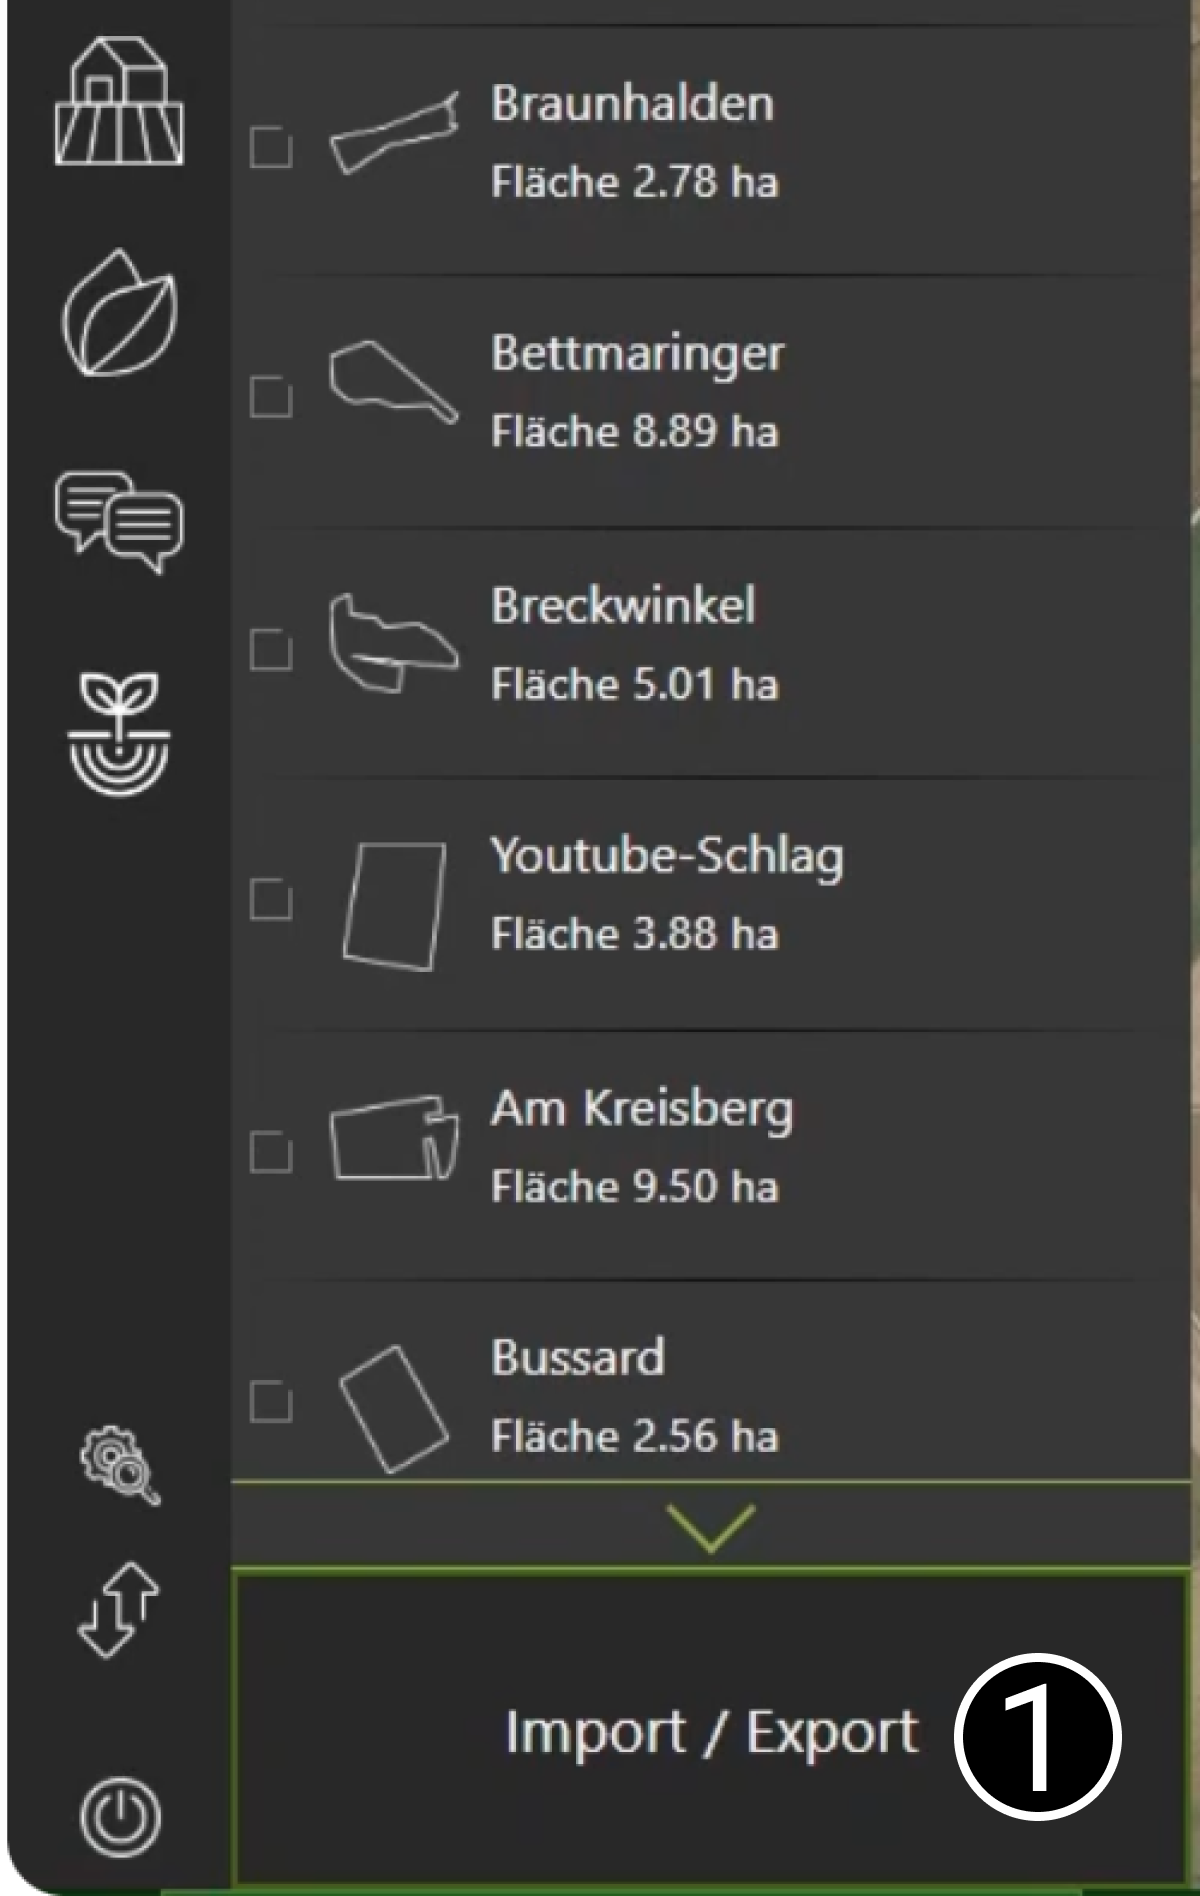 Braunhalden
Fläche 2.78 ha
Bettmaringer
Fläche 8.89 ha
Breckwinkel
Fläche 5.01 ha
Youtube-Schlag
Fläche 3.88 ha
Am Kreisberg
Fläche 9.50 ha
Bussard
Fläche 2.56 ha
Import / Export 1